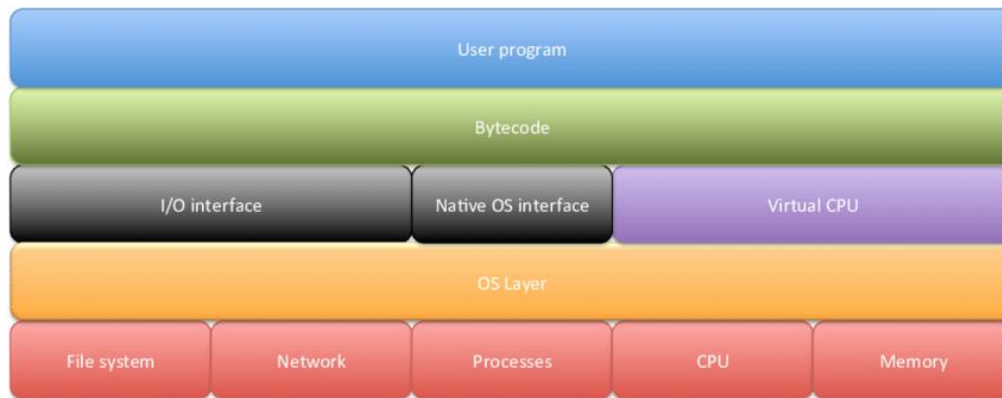 User program
Bytecode
I/O interface
Native OS interface
Virtual CPU
OS Layer
File system
Network
Processes
CPU
Memory